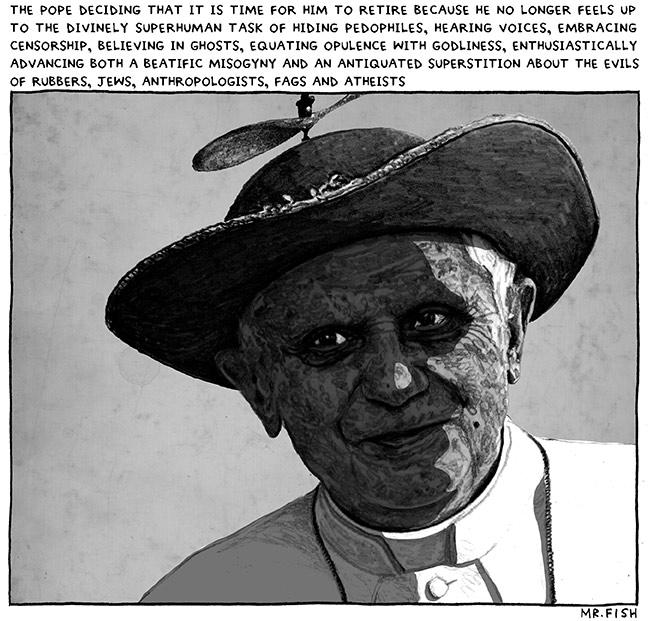 THE POPE DECIDING THAT IT IS TIME FOR HIM TO RETIRE BECAUSE HE NO LONGER FEELS UP
TO THE DIVINELY SUPERHUMAN TASK OF HIDING PEDOPHILES, HEARING VOICES, EMBRACING
CENSORSHIP, BELIEVING IN GHOSTS, EQUATING OPULENCE WITH GODLINESS, ENTHUSIASTICALLY
ADVANCING BOTH A BEATIFIC MISOGYNY AND AN ANTIQUATED SUPERSTITION ABOUT THE EVILS
OF RUBBERS, JEWS, ANTHROPOLOGISTS, FAGS AND ATHEISTS
MR. FISH